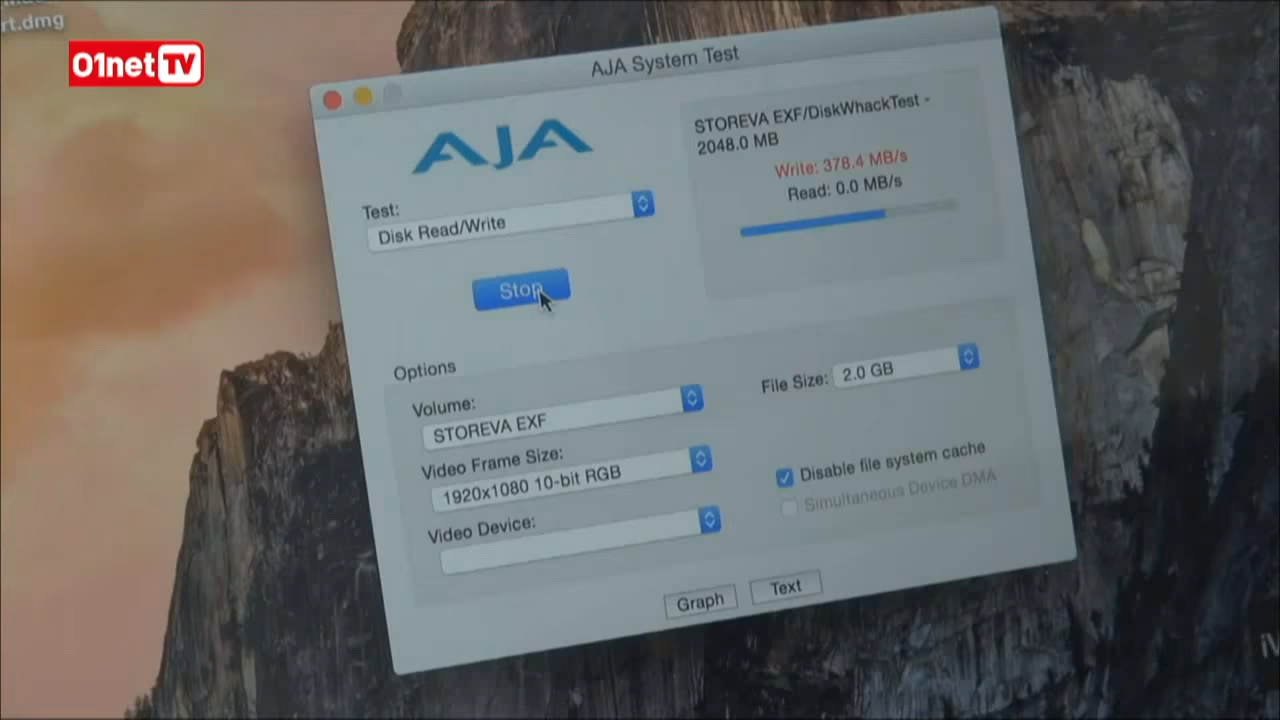 rt.dmg
01net TV
AJA System Test
AJA
STOREVA EXF/DiskWhackTest -
2048.0 MB
Write: 378.4 MB/s
Read: 0.0 MB/s
Test:
Disk Read/Write
Stop
Options
Volume:
STOREVA EXF
File Size: 2.0 GB
Video Frame Size:
1920x1080 10-bit RGB
Disable file system cache
Simultaneous Device DMA
Video Device:
Graph
Text